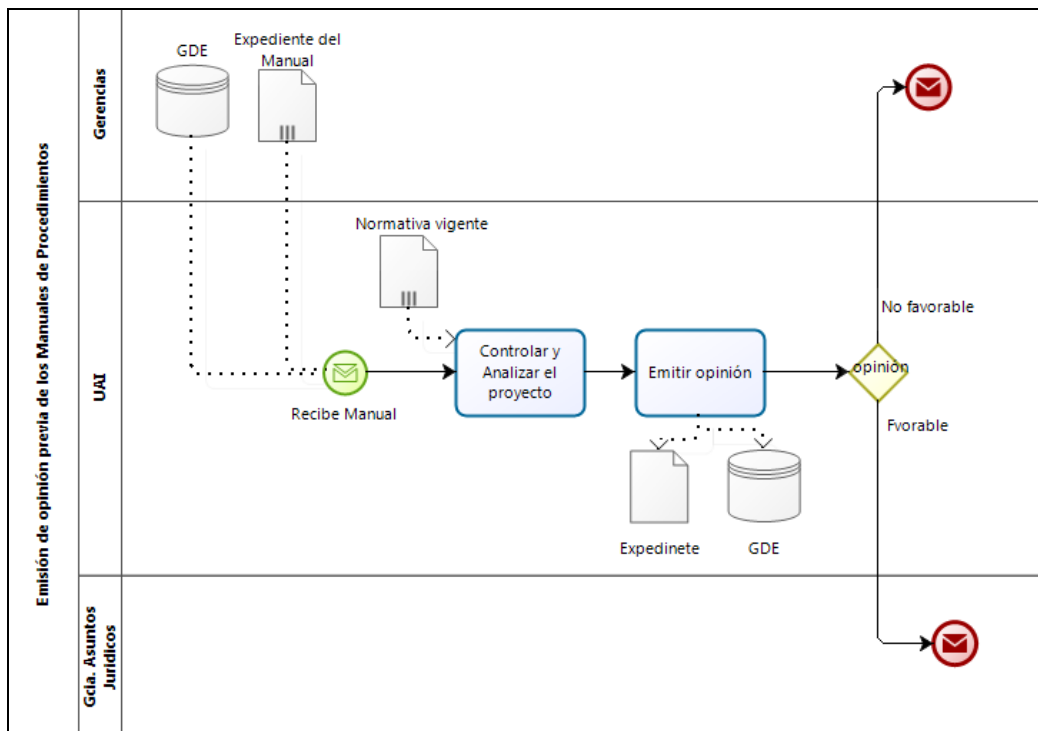 Emisión de opinión previa de los Manuales de Procedimientos
Gerencias
GDE
Expediente del
Manual
UAI
Normativa vigente
Recibe Manual
Controlar y
Analizar el
proyecto
Emitir opinión
opinión
No favorable
Fvorable
Expedinete
GDE
Gcia. Asuntos
Juridicos